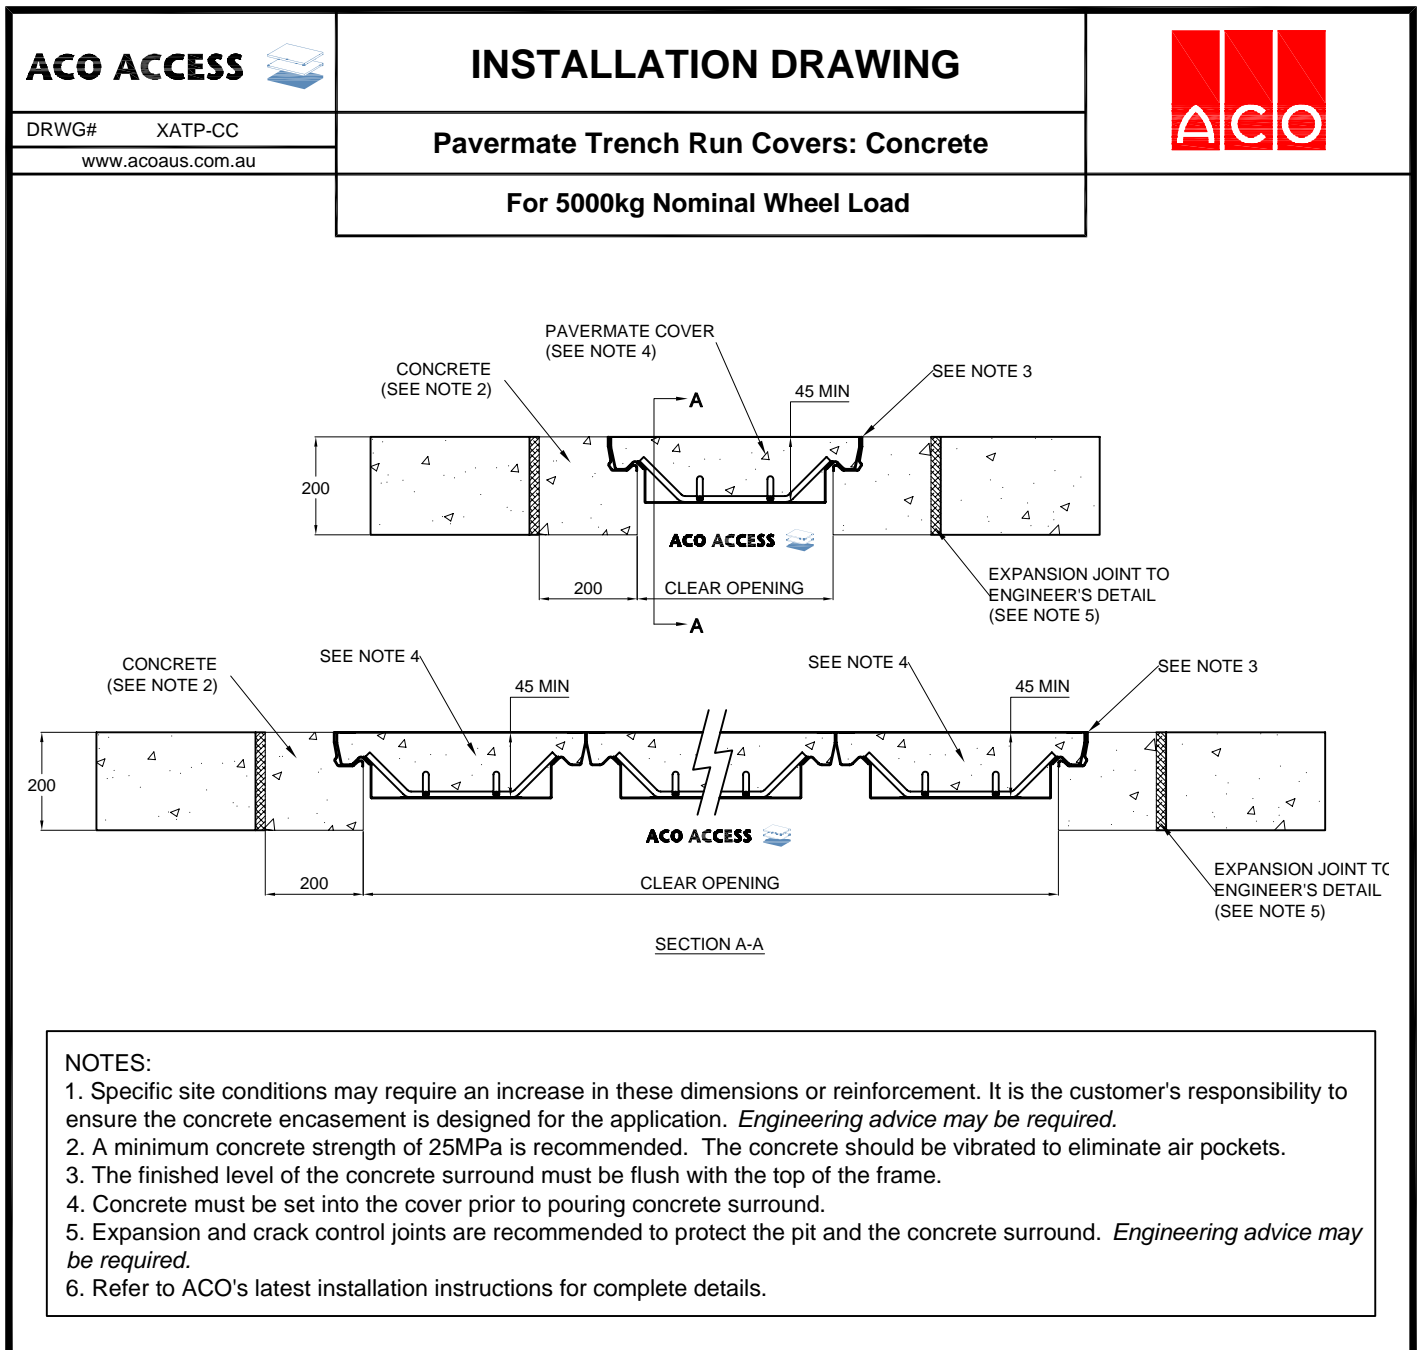 ACO ACCESS
INSTALLATION DRAWING
ACO
DRWG# XATP-CC
www.acoaus.com.au
Pavermate Trench Run Covers: Concrete
For 5000kg Nominal Wheel Load
PAVERMATE COVER
(SEE NOTE 4)
CONCRETE
(SEE NOTE 2)
SEE NOTE 3
45 MIN
A
200
ACO ACCESS
200
CLEAR OPENING
EXPANSION JOINT TO
ENGINEER'S DETAIL
(SEE NOTE 5)
A
CONCRETE
(SEE NOTE 2)
SEE NOTE 4
45 MIN
SEE NOTE 4
45 MIN
SEE NOTE 3
200
ACO ACCESS
200
CLEAR OPENING
EXPANSION JOINT TO
ENGINEER'S DETAIL
(SEE NOTE 5)
SECTION A-A
NOTES:
1. Specific site conditions may require an increase in these dimensions or reinforcement. It is the customer's responsibility to
ensure the concrete encasement is designed for the application. Engineering advice may be required.
2. A minimum concrete strength of 25MPa is recommended. The concrete should be vibrated to eliminate air pockets.
3. The finished level of the concrete surround must be flush with the top of the frame.
4. Concrete must be set into the cover prior to pouring concrete surround.
5. Expansion and crack control joints are recommended to protect the pit and the concrete surround. Engineering advice may
be required.
6. Refer to ACO's latest installation instructions for complete details.